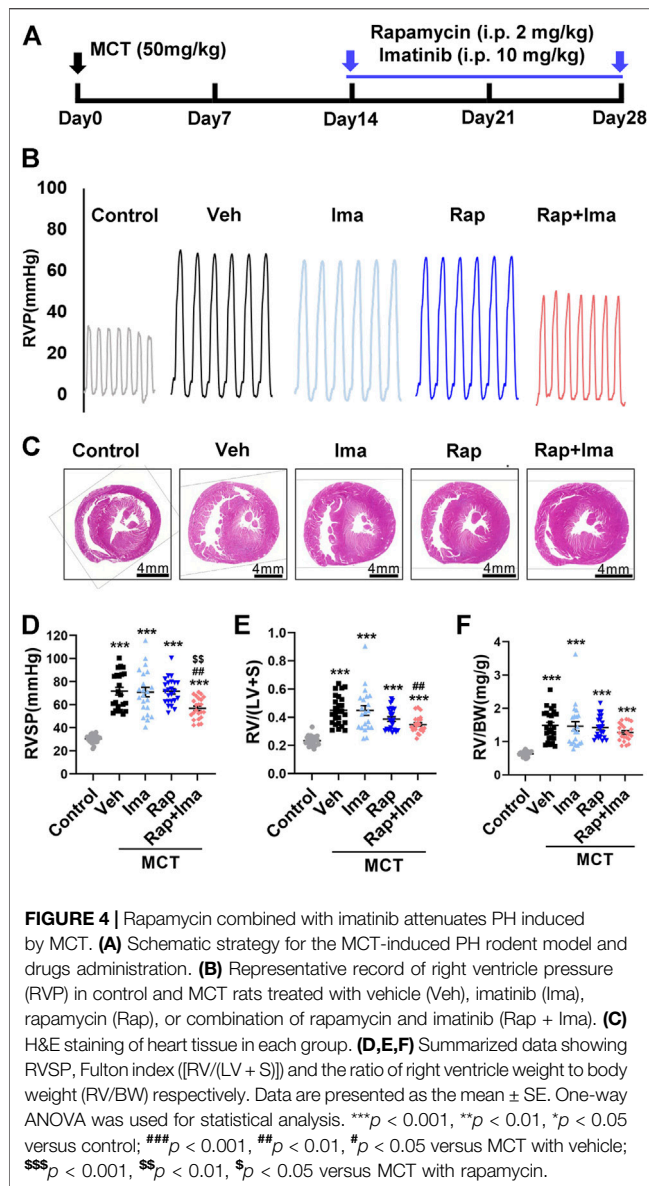 A
MCT (50mg/kg)
Rapamycin (i.p. 2 mg/kg)
Imatinib (i.p. 10 mg/kg)
Day0 Day7 Day14 Day21 Day28
B
100
80
60
40
20
0
RVP(mmHg)
Control Veh Ima Rap Rap+Ima
C
Control Veh Ima Rap Rap+Ima
4mm 4mm 4mm 4mm 4mm
D
RVSP(mmHg)
120
100
80
60
40
20
0
*** *** *** $$
##
***
Control Veh Ima Rap Rap+Ima
MCT
E
RV/(LV+S)
1.0
0.8
0.6
0.4
0.2
0.0
*** *** *** ##
***
Control Veh Ima Rap Rap+Ima
MCT
F
RV/BW(mg/g)
4
3
2
1
0
*** *** *** ***
Control Veh Ima Rap Rap+Ima
MCT
FIGURE 4 | Rapamycin combined with imatinib attenuates PH induced
by MCT. (A) Schematic strategy for the MCT-induced PH rodent model and
drugs administration. (B) Representative record of right ventricle pressure
(RVP) in control and MCT rats treated with vehicle (Veh), imatinib (Ima),
rapamycin (Rap), or combination of rapamycin and imatinib (Rap + Ima). (C)
H&E staining of heart tissue in each group. (D,E,F) Summarized data showing
RVSP, Fulton index ([RV/(LV + S)]) and the ratio of right ventricle weight to body
weight (RV/BW) respectively. Data are presented as the mean ± SE. One-way
ANOVA was used for statistical analysis. ***p < 0.001, **p < 0.01, *p < 0.05
versus control; ###p < 0.001, ##p < 0.01, #p < 0.05 versus MCT with vehicle;
$$$p < 0.001, $$p < 0.01, $p < 0.05 versus MCT with rapamycin.